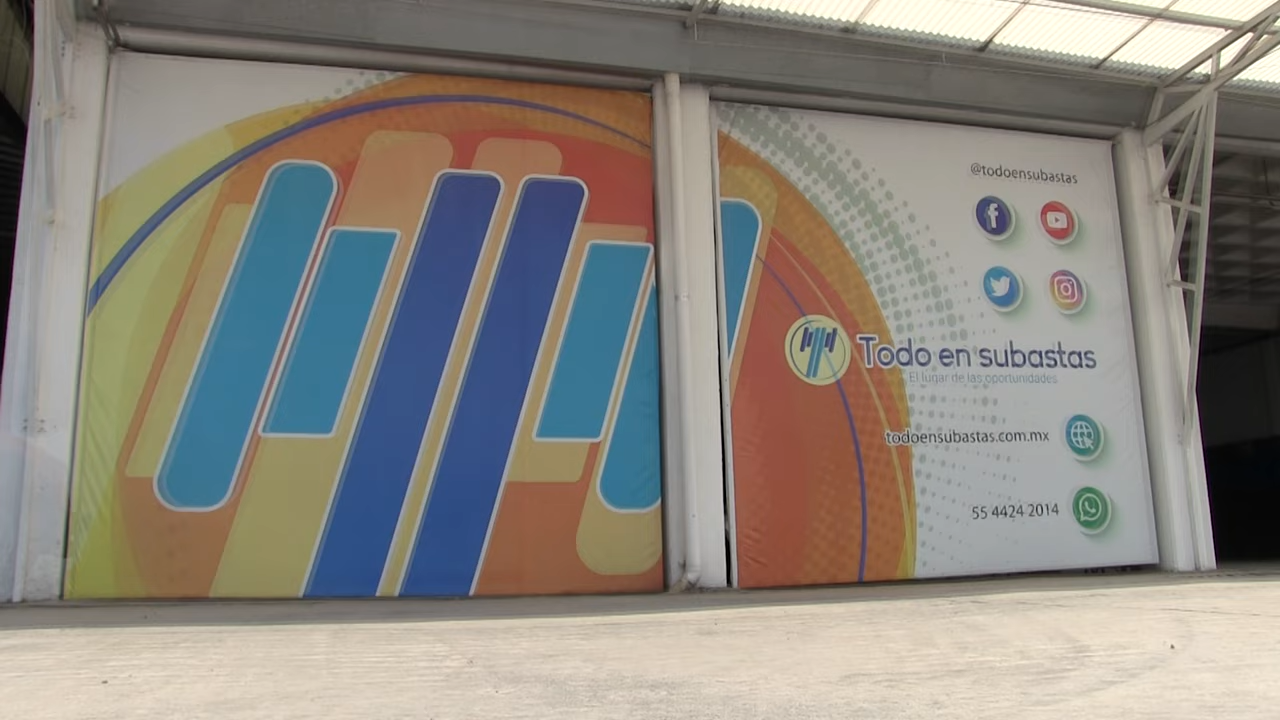 @todoensubastas
Todo en subastas
El lugar de las oportunidades
todoensubastas.com.mx
55 4424 2014